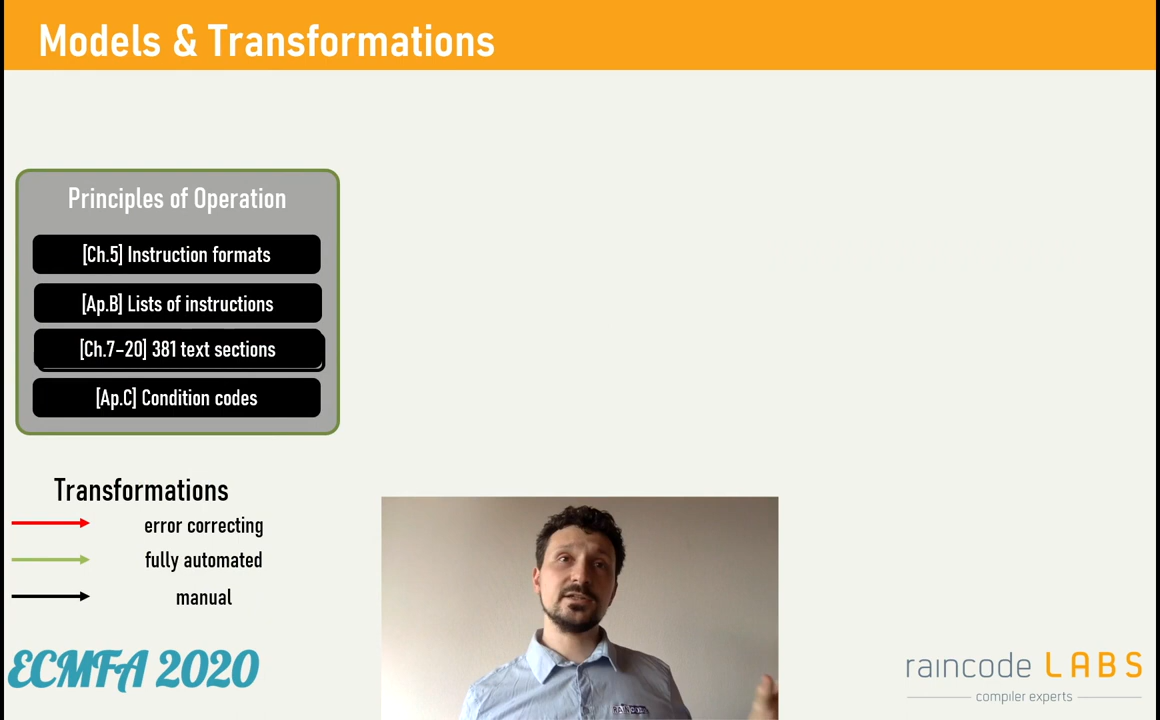 Models & Transformations
Principles of Operation
[Ch.5] Instruction formats
[Ap.B] Lists of instructions
[Ch.7-20] 381 text sections
[Ap.C] Condition codes
Transformations
error correcting
fully automated
manual
ECMFA 2020
raincode LABS
compiler experts